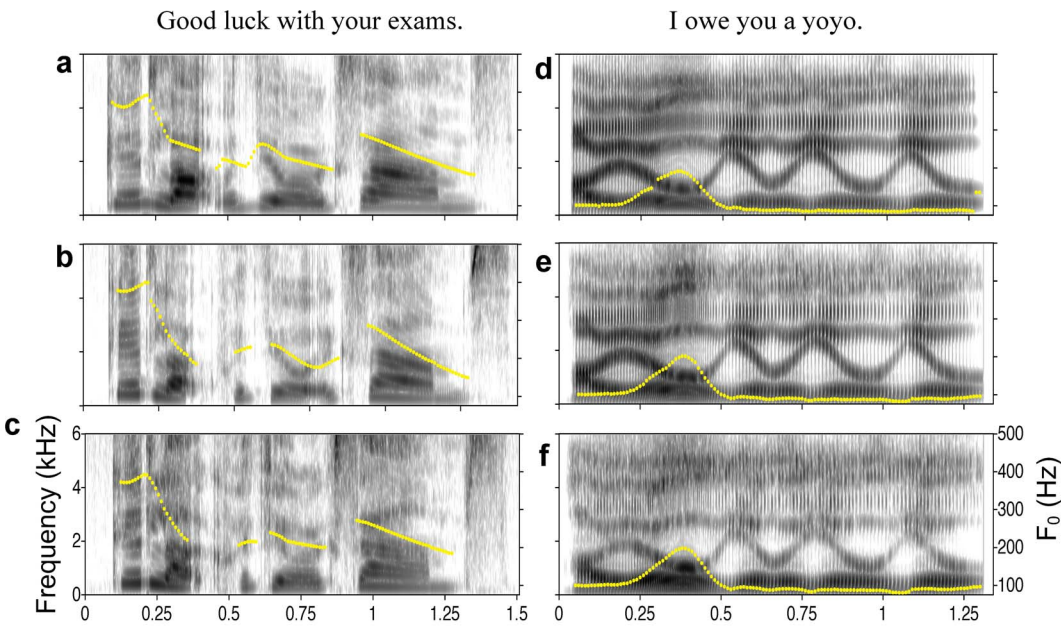 Good luck with your exams.
I owe you a yoyo.
a
d
b
e
c
f
Frequency (kHz)
6
4
2
0
0 0.25 0.5 0.75 1 1.25 1.5
0 0.25 0.5 0.75 1 1.25
500
400
300
200
100
F0 (Hz)